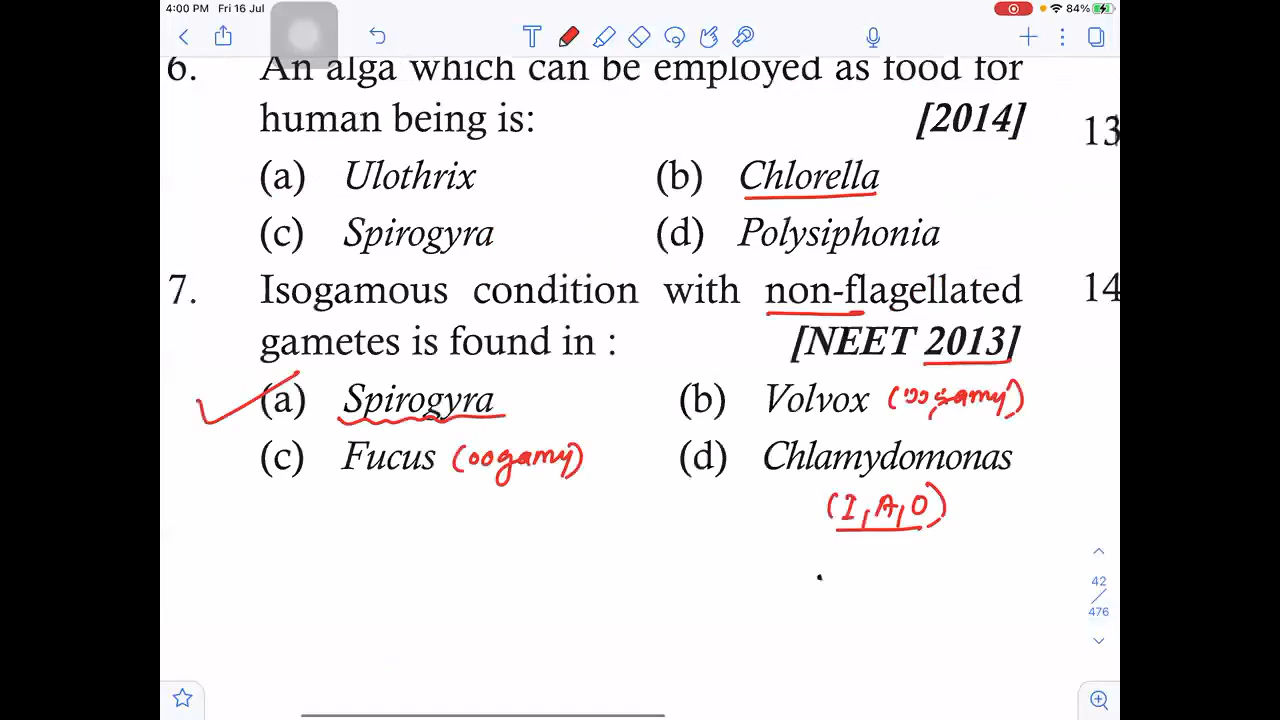 4:00 PM Fri 16 Jul
84%
T
6. An alga which can be employed as food for
human being is: [2014]
13
(a) Ulothrix (b) Chlorella
(c) Spirogyra (d) Polysiphonia
7. Isogamous condition with non-flagellated
14
gametes is found in : [NEET 2013]
(a) Spirogyra (b) Volvox (oogamy)
(c) Fucus (oogamy) (d) Chlamydomonas
(I, A, O)
42
/
476